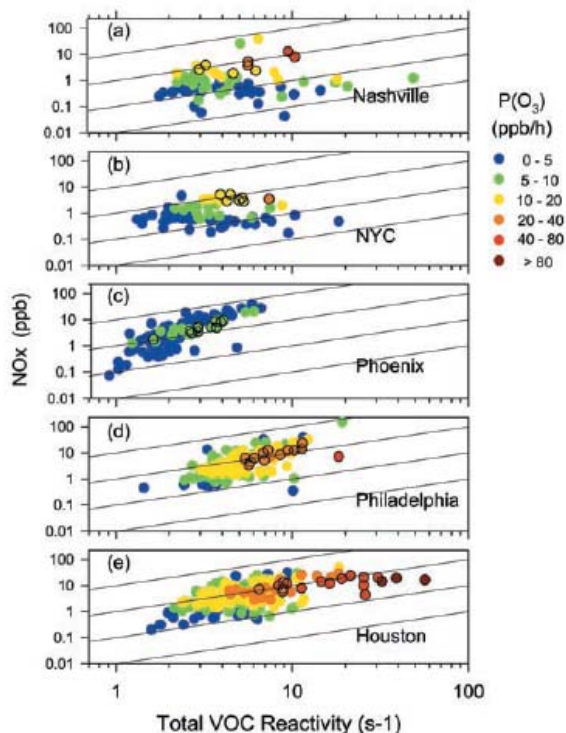 (a)
100
10
1
0.1
0.01
Nashville
(b)
100
10
1
0.1
0.01
NYC
(c)
100
10
1
0.1
0.01
Phoenix
(d)
100
10
1
0.1
0.01
Philadelphia
(e)
100
10
1
0.1
0.01
Houston
NOx (ppb)
1 10 100
Total VOC Reactivity (s-1)
P(O₃)
(ppb/h)
0 - 5
5 - 10
10 - 20
20 - 40
40 - 80
> 80